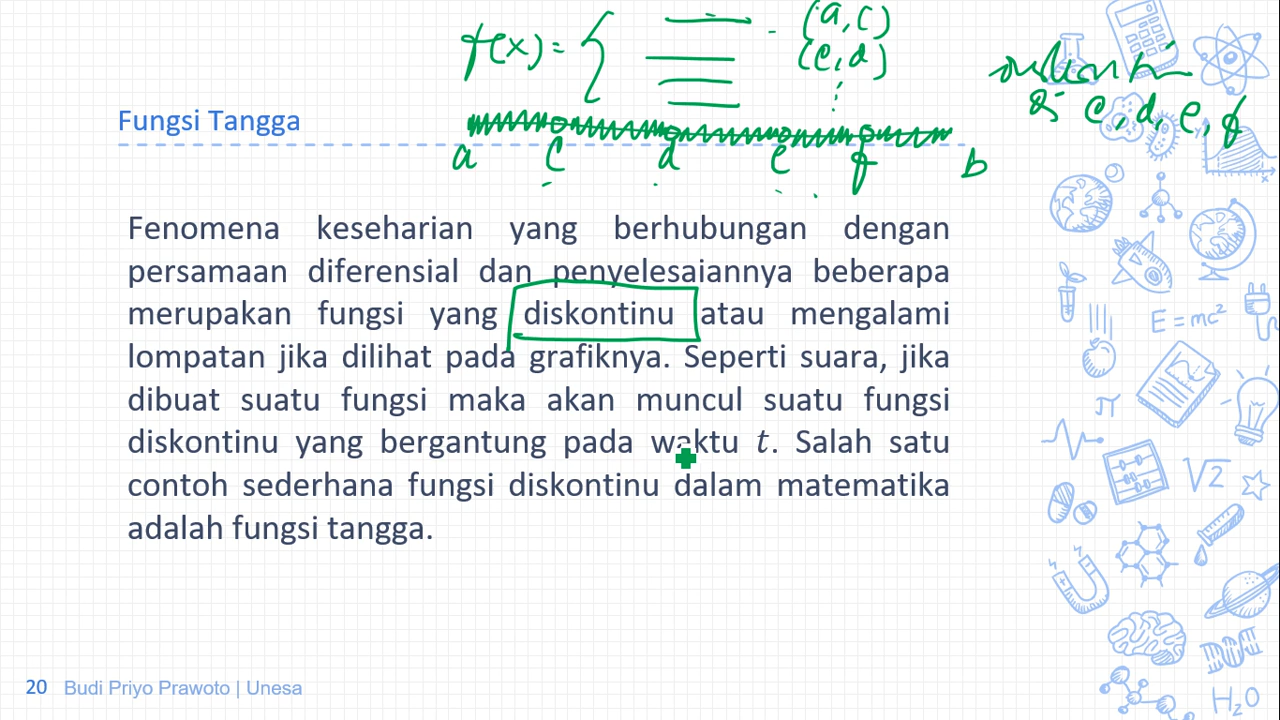 f(x) = { (a, c)
(c, d)
Fungsi Tangga
a c d e f b
di c, d, e, f
Fenomena keseharian yang berhubungan dengan
persamaan diferensial dan penyelesaiannya beberapa
merupakan fungsi yang diskontinu atau mengalami
lompatan jika dilihat pada grafiknya. Seperti suara, jika
dibuat suatu fungsi maka akan muncul suatu fungsi
diskontinu yang bergantung pada waktu t. Salah satu
contoh sederhana fungsi diskontinu dalam matematika
adalah fungsi tangga.
E = mc²
π
√2
H₂O
20 Budi Priyo Prawoto | Unesa